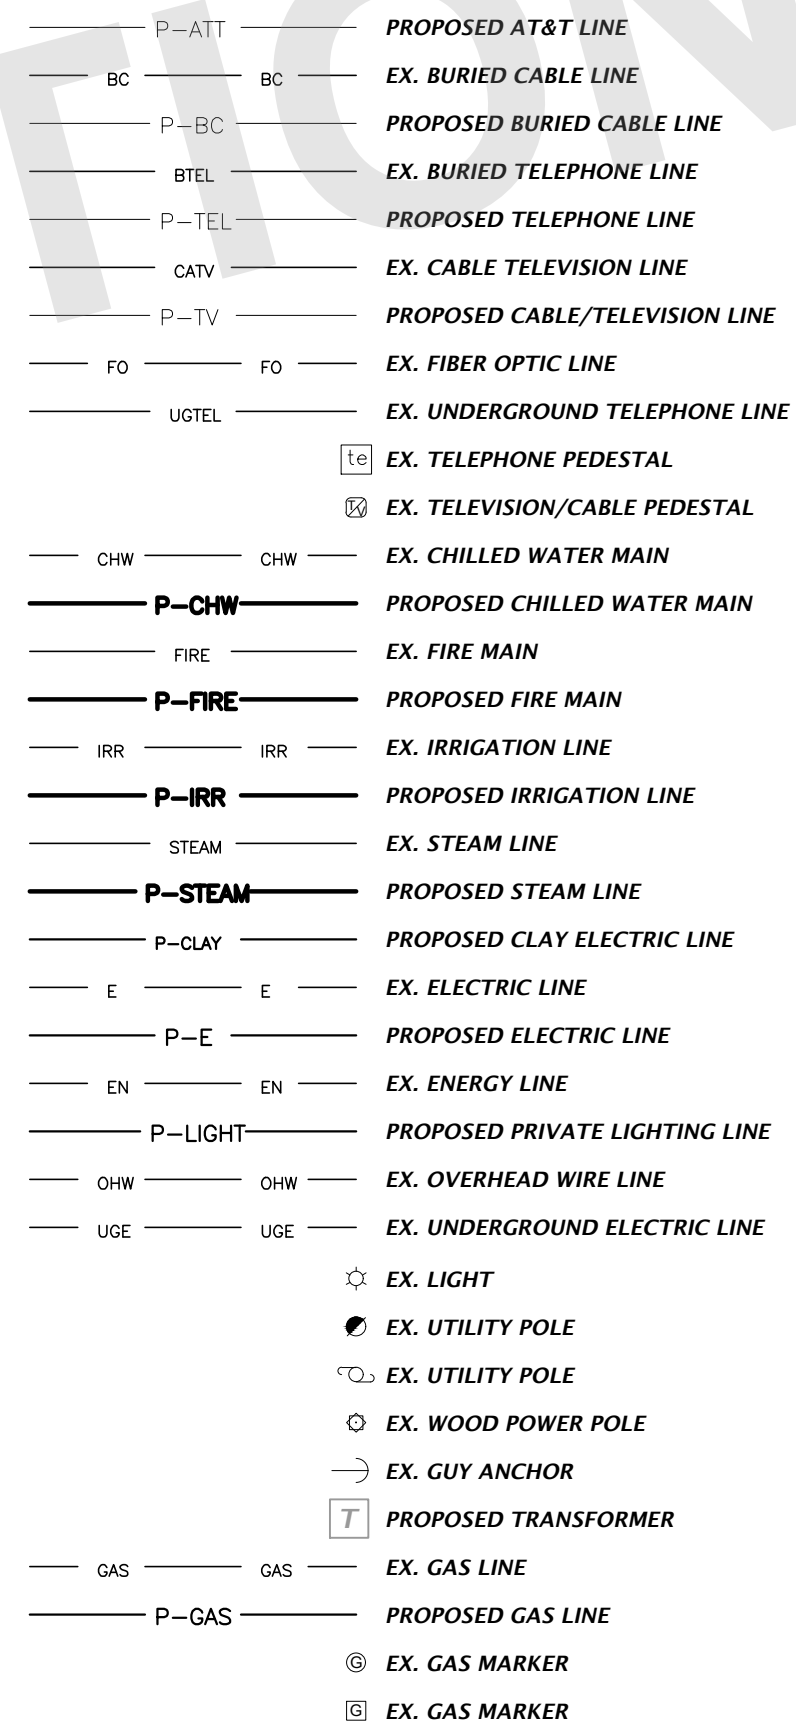 P-ATT PROPOSED AT&T LINE
BC BC EX. BURIED CABLE LINE
P-BC PROPOSED BURIED CABLE LINE
BTEL EX. BURIED TELEPHONE LINE
P-TEL PROPOSED TELEPHONE LINE
CATV EX. CABLE TELEVISION LINE
P-TV PROPOSED CABLE/TELEVISION LINE
FO FO EX. FIBER OPTIC LINE
UGTEL EX. UNDERGROUND TELEPHONE LINE
te EX. TELEPHONE PEDESTAL
TV EX. TELEVISION/CABLE PEDESTAL
CHW CHW EX. CHILLED WATER MAIN
P-CHW PROPOSED CHILLED WATER MAIN
FIRE EX. FIRE MAIN
P-FIRE PROPOSED FIRE MAIN
IRR IRR EX. IRRIGATION LINE
P-IRR PROPOSED IRRIGATION LINE
STEAM EX. STEAM LINE
P-STEAM PROPOSED STEAM LINE
P-CLAY PROPOSED CLAY ELECTRIC LINE
E E EX. ELECTRIC LINE
P-E PROPOSED ELECTRIC LINE
EN EN EX. ENERGY LINE
P-LIGHT PROPOSED PRIVATE LIGHTING LINE
OHW OHW EX. OVERHEAD WIRE LINE
UGE UGE EX. UNDERGROUND ELECTRIC LINE
EX. LIGHT
EX. UTILITY POLE
EX. UTILITY POLE
EX. WOOD POWER POLE
EX. GUY ANCHOR
T PROPOSED TRANSFORMER
GAS GAS EX. GAS LINE
P-GAS PROPOSED GAS LINE
G EX. GAS MARKER
G EX. GAS MARKER
TION